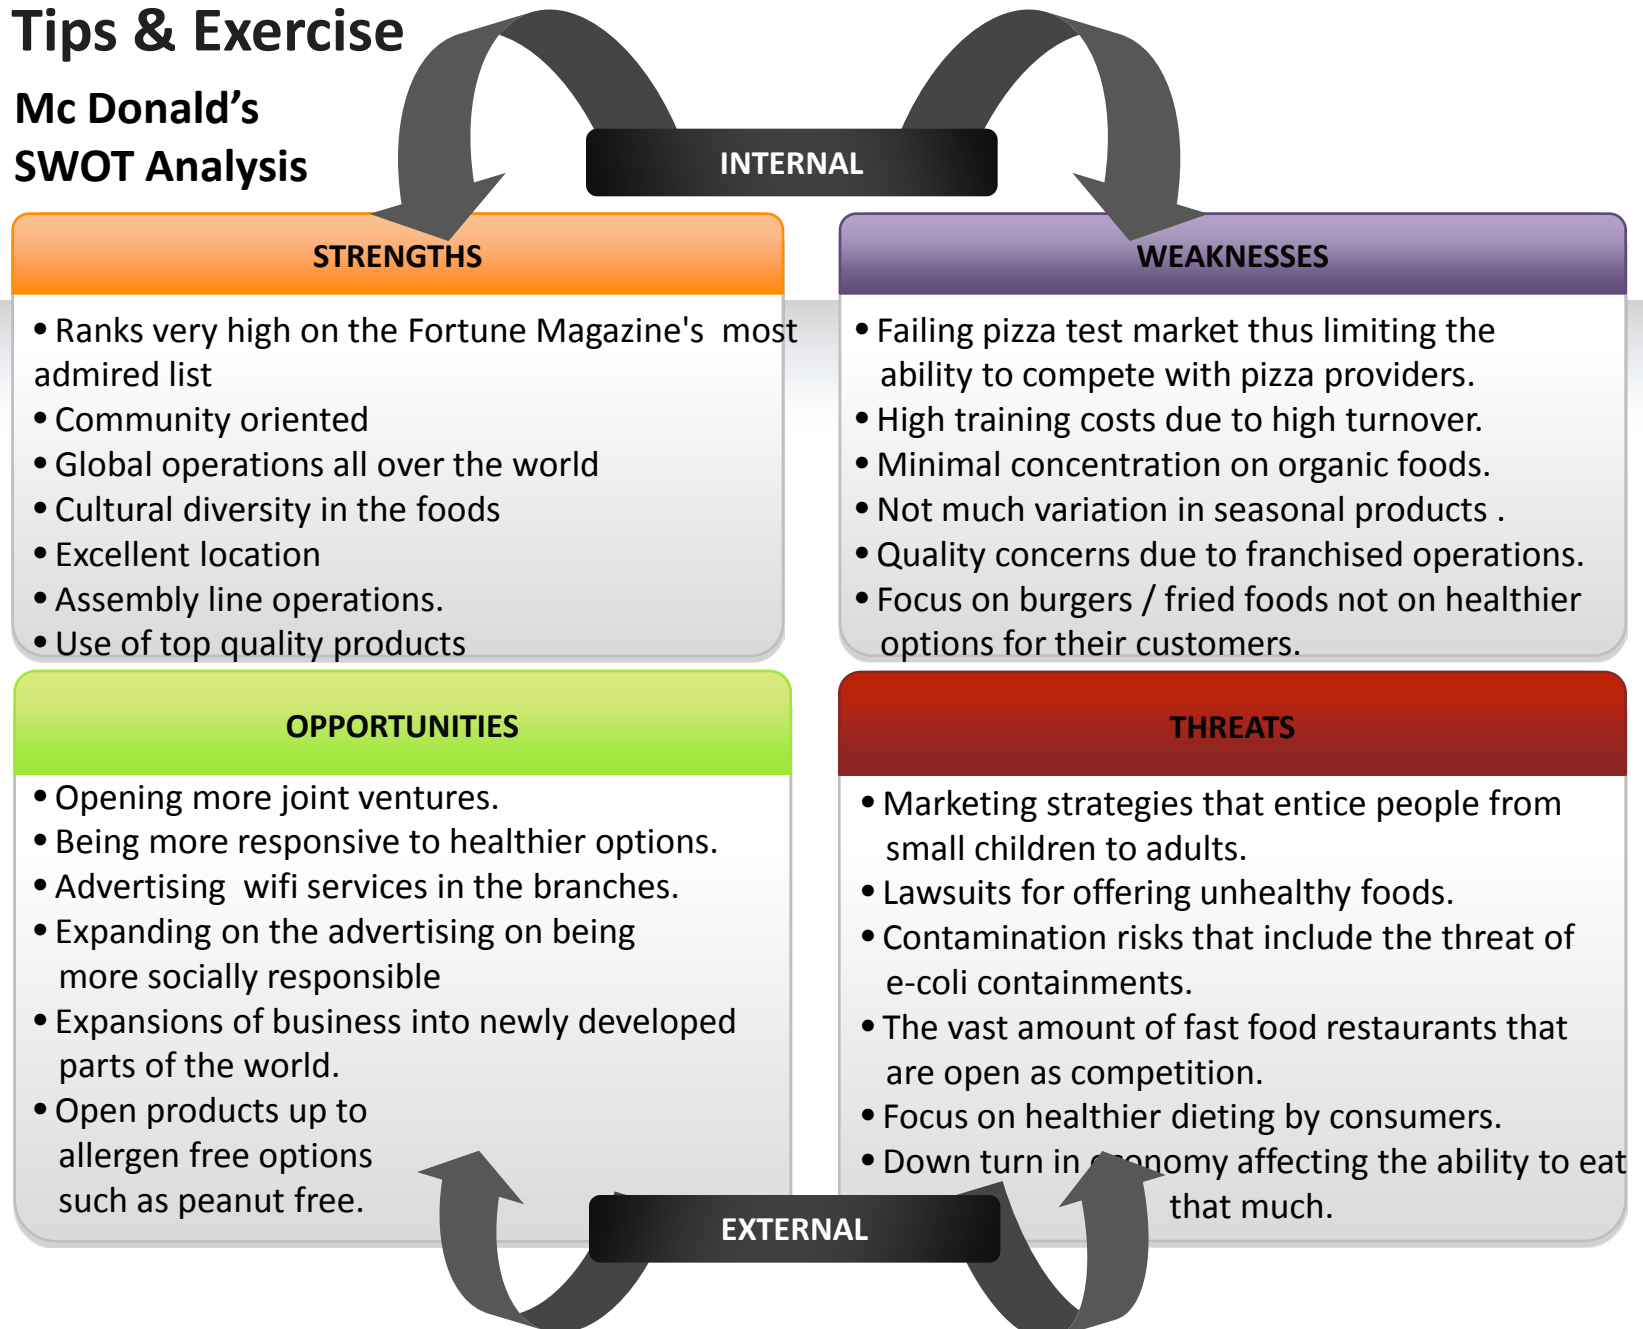 Tips & Exercise
Mc Donald’s
SWOT Analysis
INTERNAL
STRENGTHS
• Ranks very high on the Fortune Magazine's  most
admired list
• Community oriented
• Global operations all over the world
• Cultural diversity in the foods
• Excellent location
• Assembly line operations.
• Use of top quality products
WEAKNESSES
• Failing pizza test market thus limiting the
ability to compete with pizza providers.
• High training costs due to high turnover.
• Minimal concentration on organic foods.
• Not much variation in seasonal products .
• Quality concerns due to franchised operations.
• Focus on burgers / fried foods not on healthier
options for their customers.
OPPORTUNITIES
• Opening more joint ventures.
• Being more responsive to healthier options.
• Advertising  wifi services in the branches.
• Expanding on the advertising on being
more socially responsible
• Expansions of business into newly developed
parts of the world.
• Open products up to
allergen free options
such as peanut free.
THREATS
• Marketing strategies that entice people from
small children to adults.
• Lawsuits for offering unhealthy foods.
• Contamination risks that include the threat of
e-coli containments.
• The vast amount of fast food restaurants that
are open as competition.
• Focus on healthier dieting by consumers.
• Down turn in economy affecting the ability to eat
that much.
EXTERNAL